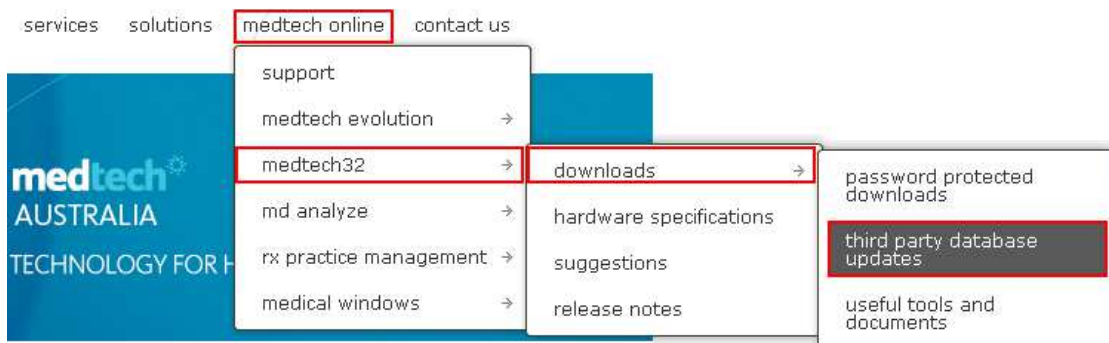 services solutions medtech online contact us
support
medtech evolution
medtech32
md analyze
rx practice management
medical windows
downloads
hardware specifications
suggestions
release notes
password protected
downloads
third party database
updates
useful tools and
documents
medtech
AUSTRALIA
TECHNOLOGY FOR H